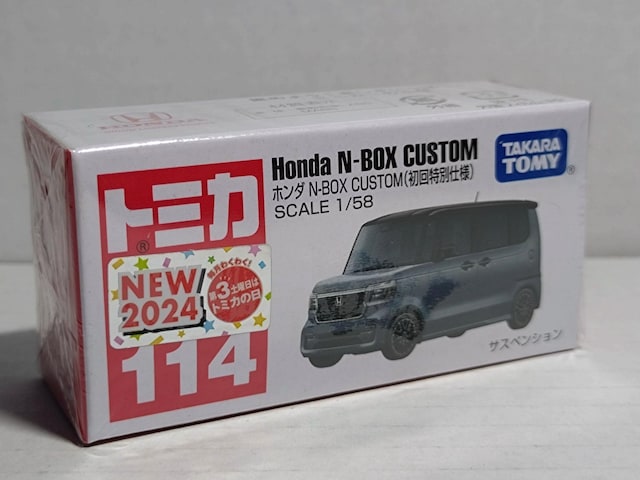 Honda N-BOX CUSTOM
ホンダ N-BOX CUSTOM(初回特別仕様)
SCALE 1/58
TAKARA
TOMY
®
トミカ
®
NEW
2024
毎月わくわく!
第3土曜日は
トミカの日
114
サスペンション